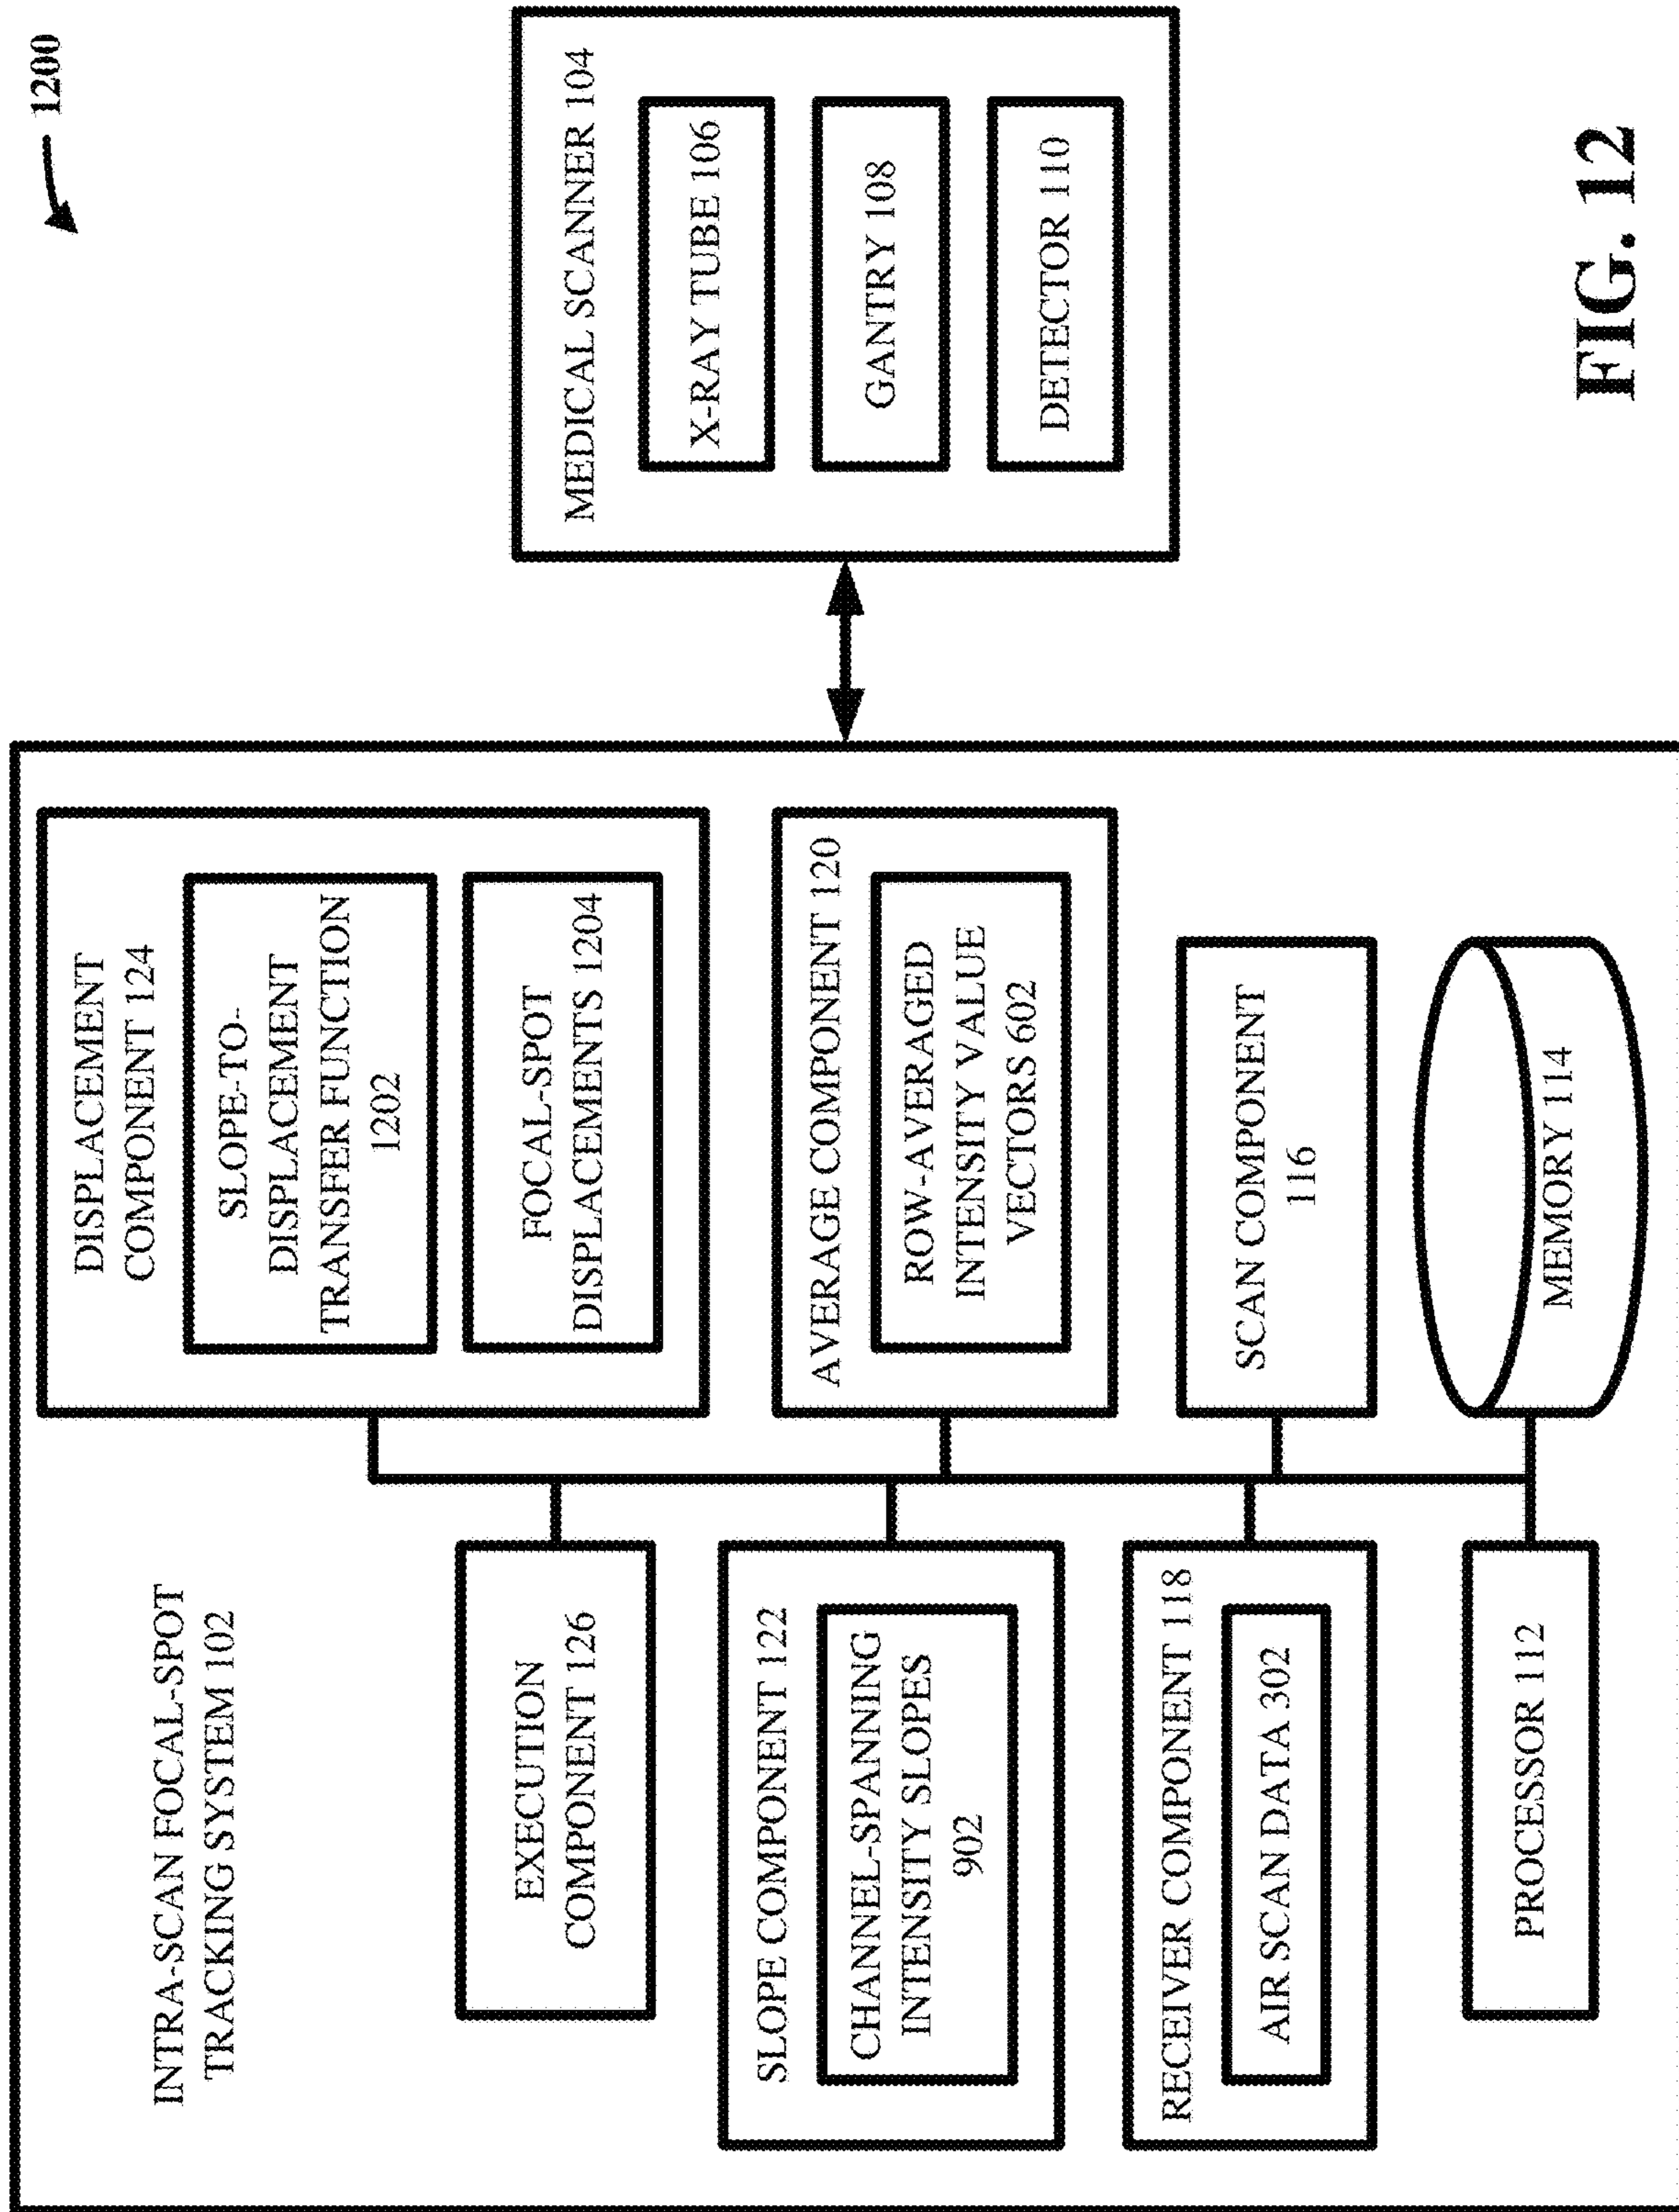 1200
INTRA-SCAN FOCAL-SPOT
TRACKING SYSTEM 102
EXECUTION
COMPONENT 126
SLOPE COMPONENT 122
CHANNEL-SPANNING
INTENSITY SLOPES
902
RECEIVER COMPONENT 118
AIR SCAN DATA 302
PROCESSOR 112
DISPLACEMENT
COMPONENT 124
SLOPE-TO-
DISPLACEMENT
TRANSFER FUNCTION
1202
FOCAL-SPOT
DISPLACEMENTS 1204
AVERAGE COMPONENT 120
ROW-AVERAGED
INTENSITY VALUE
VECTORS 602
SCAN COMPONENT
116
MEMORY 114
MEDICAL SCANNER 104
X-RAY TUBE 106
GANTRY 108
DETECTOR 110
FIG. 12